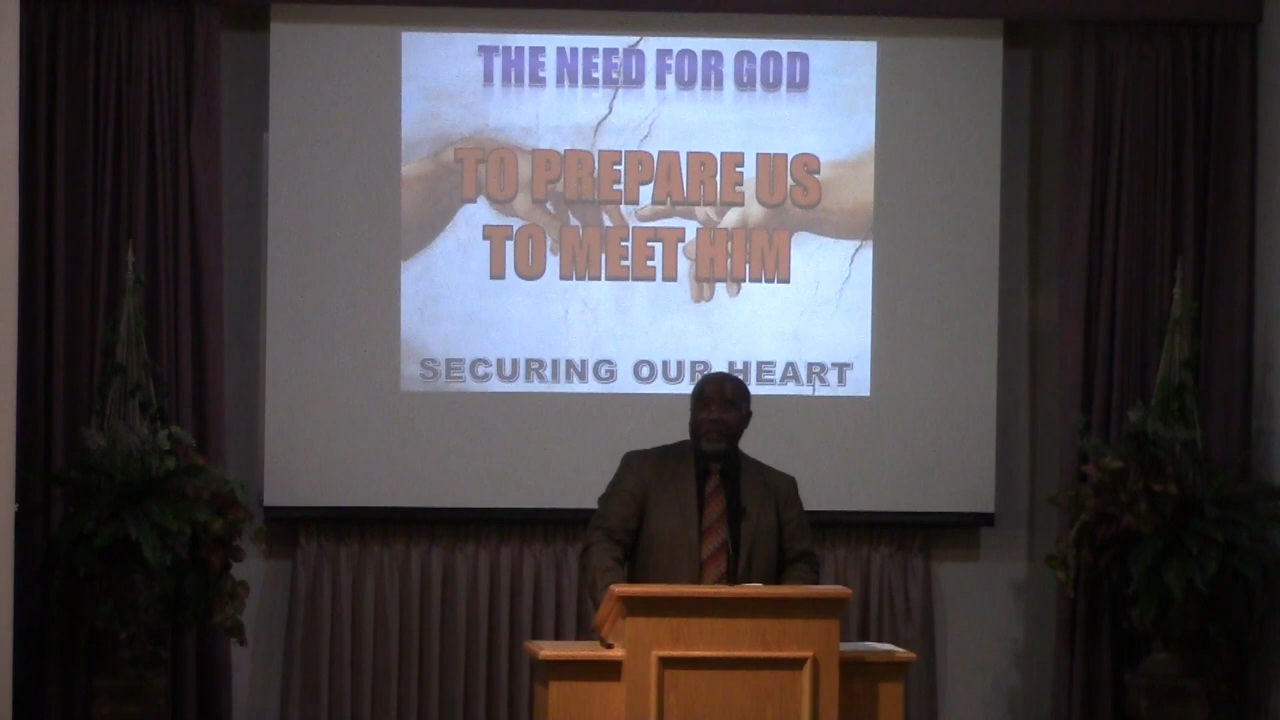 THE NEED FOR GOD
TO PREPARE US
TO MEET HIM
SECURING OUR HEART